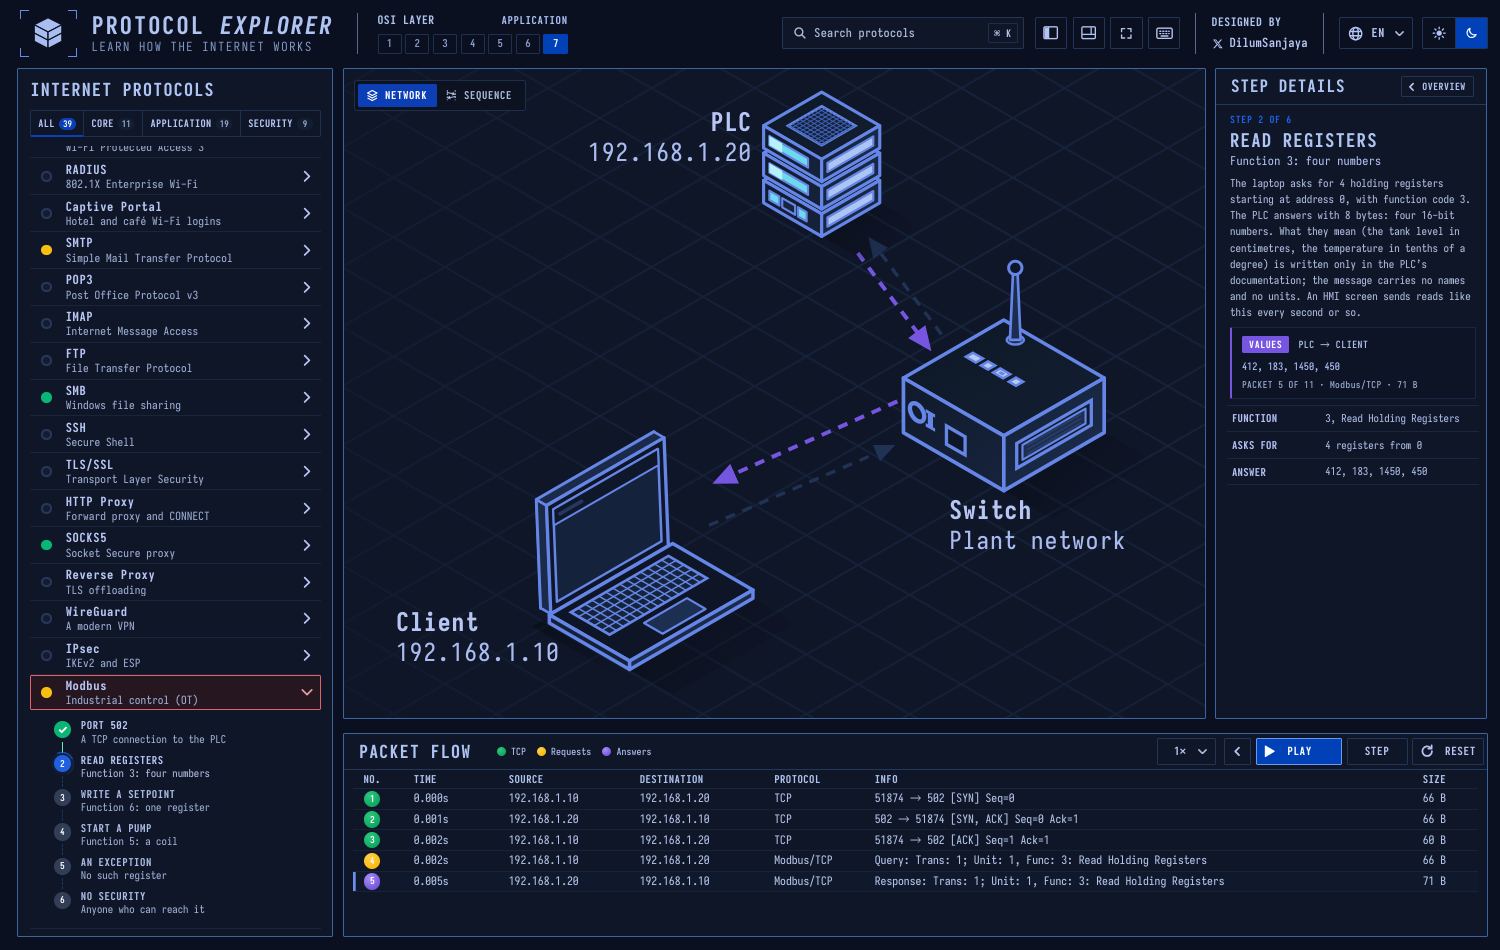 PROTOCOL EXPLORER
LEARN HOW THE INTERNET WORKS
OSI LAYER APPLICATION
1 2 3 4 5 6 7
Search protocols ⌘ K
DESIGNED BY
DilumSanjaya
EN
INTERNET PROTOCOLS
ALL 39 CORE 11 APPLICATION 19 SECURITY 9
Wi-Fi Protected Access 3
RADIUS
802.1X Enterprise Wi-Fi
Captive Portal
Hotel and café Wi-Fi logins
SMTP
Simple Mail Transfer Protocol
POP3
Post Office Protocol v3
IMAP
Internet Message Access
FTP
File Transfer Protocol
SMB
Windows file sharing
SSH
Secure Shell
TLS/SSL
Transport Layer Security
HTTP Proxy
Forward proxy and CONNECT
SOCKS5
Socket Secure proxy
Reverse Proxy
TLS offloading
WireGuard
A modern VPN
IPsec
IKEv2 and ESP
Modbus
Industrial control (OT)
PORT 502
A TCP connection to the PLC
2 READ REGISTERS
Function 3: four numbers
3 WRITE A SETPOINT
Function 6: one register
4 START A PUMP
Function 5: a coil
5 AN EXCEPTION
No such register
6 NO SECURITY
Anyone who can reach it
NETWORK SEQUENCE
PLC
192.168.1.20
Switch
Plant network
Client
192.168.1.10
STEP DETAILS OVERVIEW
STEP 2 OF 6
READ REGISTERS
Function 3: four numbers
The laptop asks for 4 holding registers
starting at address 0, with function code 3.
The PLC answers with 8 bytes: four 16-bit
numbers. What they mean (the tank level in
centimetres, the temperature in tenths of a
degree) is written only in the PLC's
documentation; the message carries no names
and no units. An HMI screen sends reads like
this every second or so.
VALUES PLC → CLIENT
412, 183, 1450, 450
PACKET 5 OF 11 · Modbus/TCP · 71 B
FUNCTION 3, Read Holding Registers
ASKS FOR 4 registers from 0
ANSWER 412, 183, 1450, 450
PACKET FLOW TCP Requests Answers 1× PLAY STEP RESET
NO. TIME SOURCE DESTINATION PROTOCOL INFO SIZE
1 0.000s 192.168.1.10 192.168.1.20 TCP 51874 → 502 [SYN] Seq=0 66 B
2 0.001s 192.168.1.20 192.168.1.10 TCP 502 → 51874 [SYN, ACK] Seq=0 Ack=1 66 B
3 0.002s 192.168.1.10 192.168.1.20 TCP 51874 → 502 [ACK] Seq=1 Ack=1 60 B
4 0.002s 192.168.1.10 192.168.1.20 Modbus/TCP Query: Trans: 1; Unit: 1, Func: 3: Read Holding Registers 66 B
5 0.005s 192.168.1.20 192.168.1.10 Modbus/TCP Response: Trans: 1; Unit: 1, Func: 3: Read Holding Registers 71 B